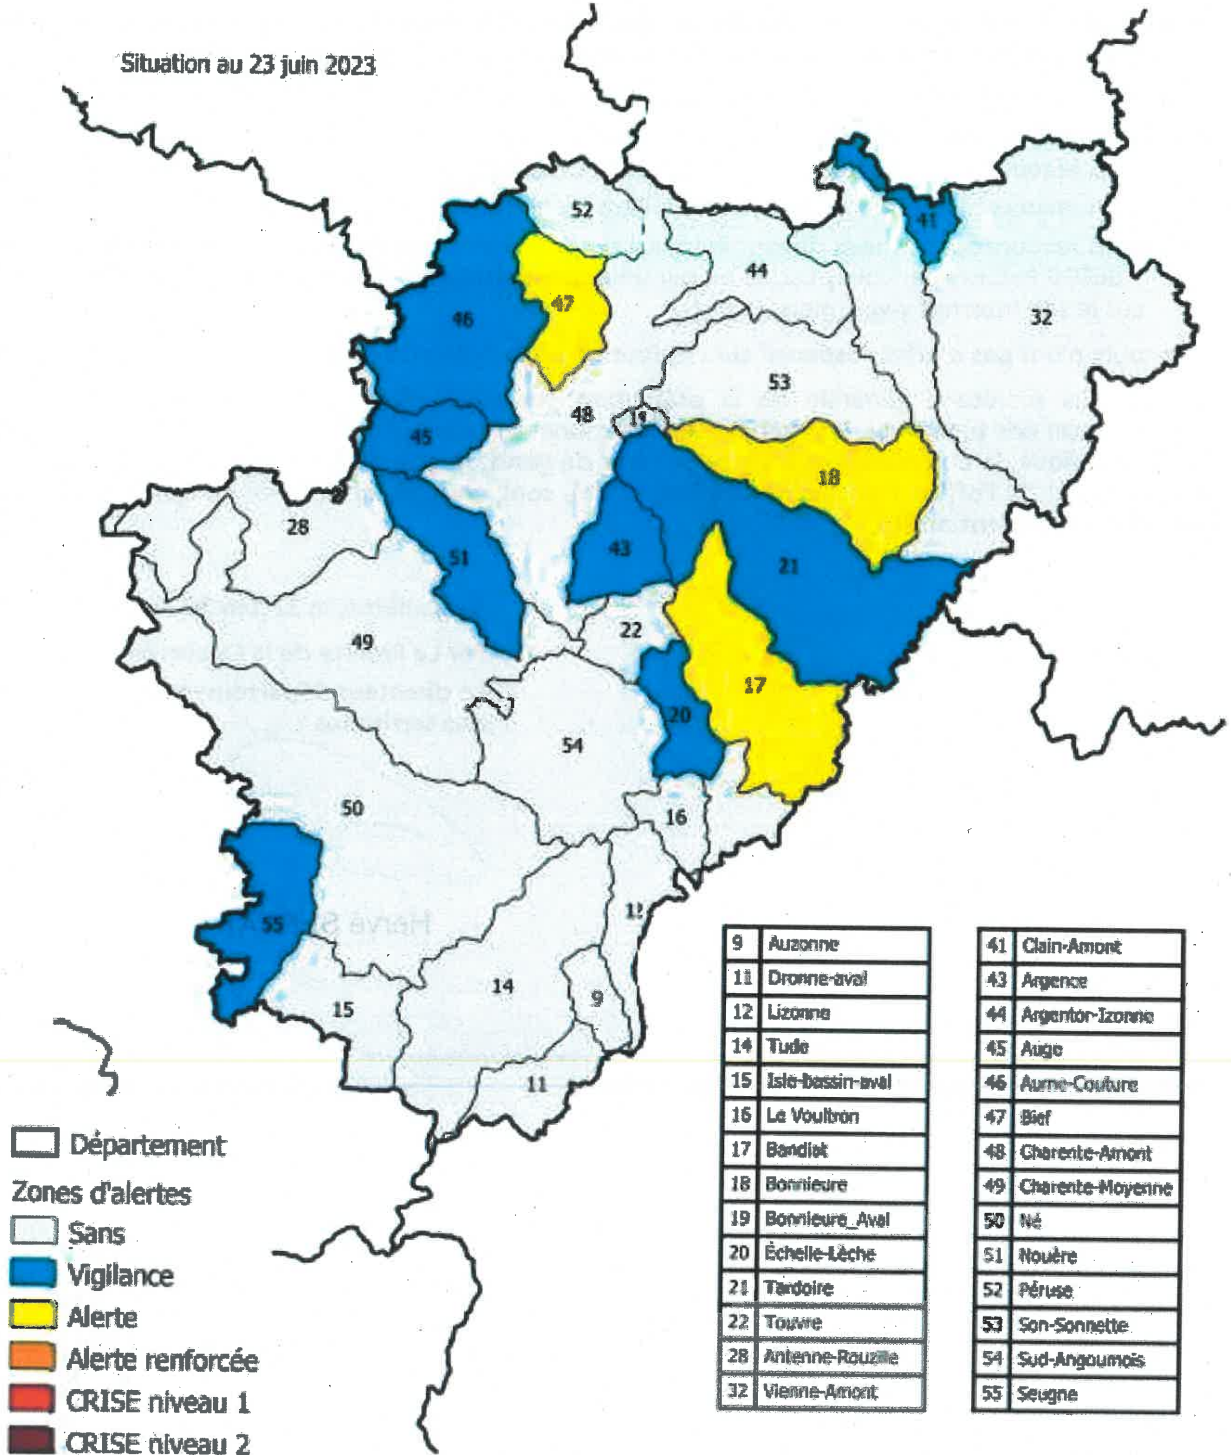 Situation au 23 juin 2023
52
41
47
44
46
32
53
48
19
45
18
28
51
43
21
22
49
17
20
54
50
16
12
55
14
9
15
11
9 Auzonne
11 Dronne-aval
12 Lizonne
14 Tude
15 Isle-bassin-aval
16 Le Voultron
17 Bandiat
18 Bonnieure
19 Bonnieure_Aval
20 Échelle-Lèche
21 Tardoire
22 Touvre
28 Antenne-Rouzille
32 Vienne-Amont
41 Clain-Amont
43 Argence
44 Argentor-Izonne
45 Auge
46 Aume-Couture
47 Bief
48 Charente-Amont
49 Charente-Moyenne
50 Né
51 Nouère
52 Péruse
53 Son-Sonnette
54 Sud-Angoumois
55 Seugne
Département
Zones d'alertes
Sans
Vigilance
Alerte
Alerte renforcée
CRISE niveau 1
CRISE niveau 2